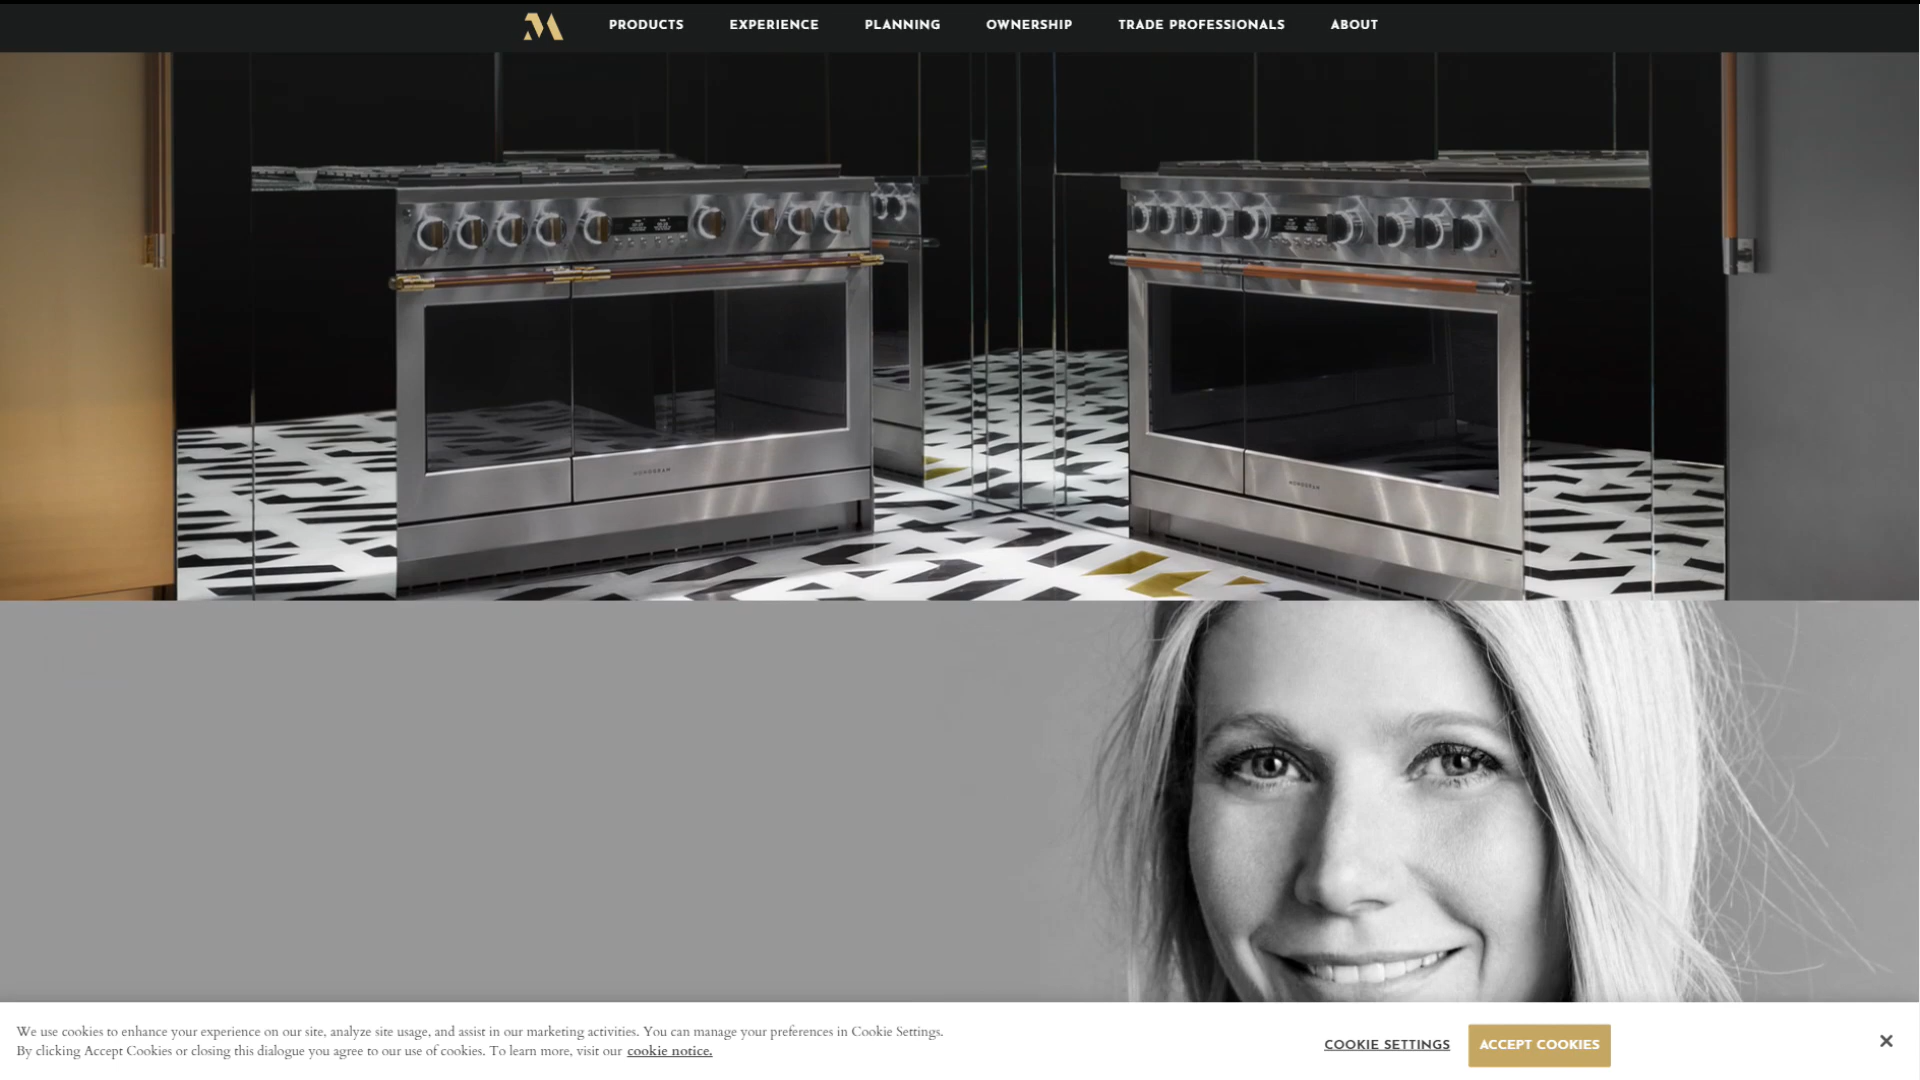 PRODUCTS EXPERIENCE PLANNING OWNERSHIP TRADE PROFESSIONALS ABOUT
MONOGRAM
MONOGRAM
We use cookies to enhance your experience on our site, analyze site usage, and assist in our marketing activities. You can manage your preferences in Cookie Settings.
By clicking Accept Cookies or closing this dialogue you agree to our use of cookies. To learn more, visit our cookie notice.
COOKIE SETTINGS
ACCEPT COOKIES